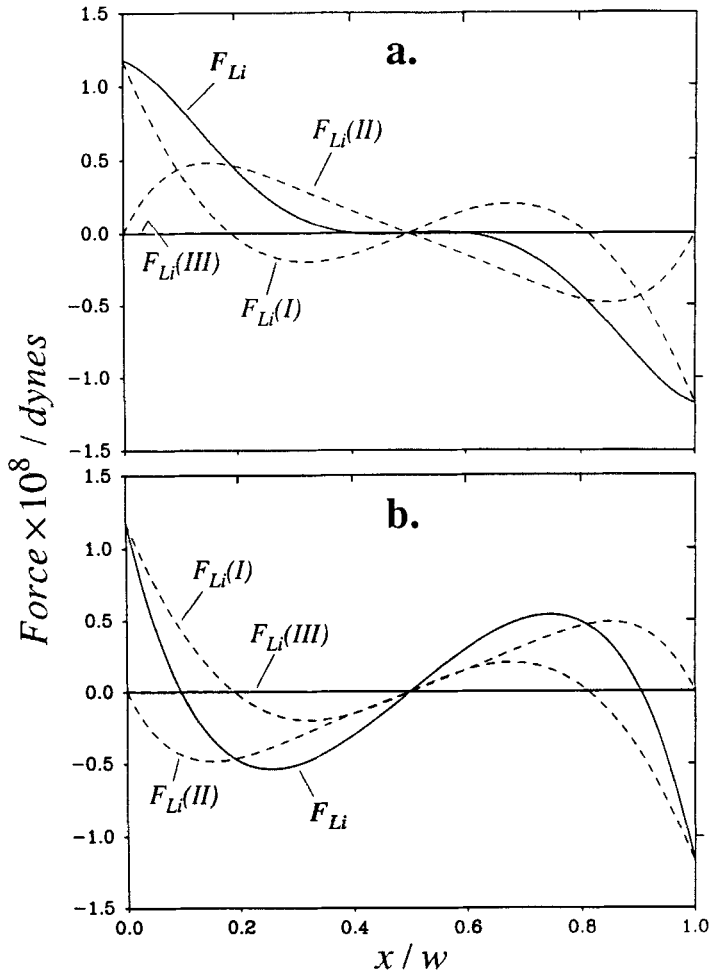 a.
1.5
1.0
0.5
0.0
−0.5
−1.0
−1.5
F_Li
F_Li(II)
F_Li(III)
F_Li(I)
Force×10^8 / dynes
b.
1.5
1.0
0.5
0.0
−0.5
−1.0
−1.5
F_Li(I)
F_Li(III)
F_Li(II)
F_Li
0.0 0.2 0.4 0.6 0.8 1.0
x / w